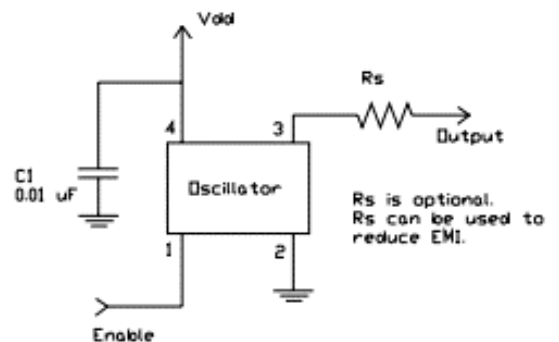 Vdd
Rs
4
3
Output
C1
0.01 uF
Oscillator
Rs is optional.
Rs can be used to
reduce EMI.
1
2
Enable